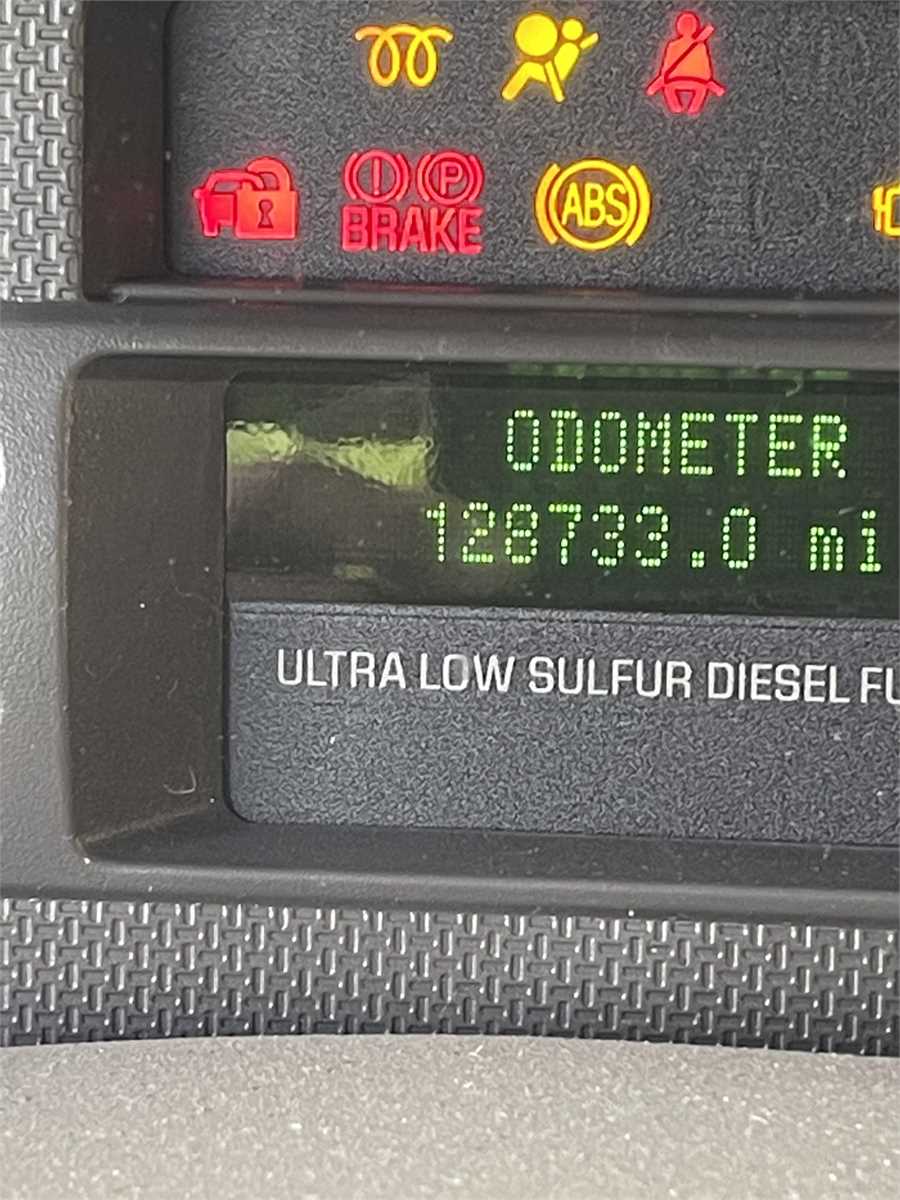 ! P
BRAKE
ABS
ODOMETER
128733.0 mi
ULTRA LOW SULFUR DIESEL FU